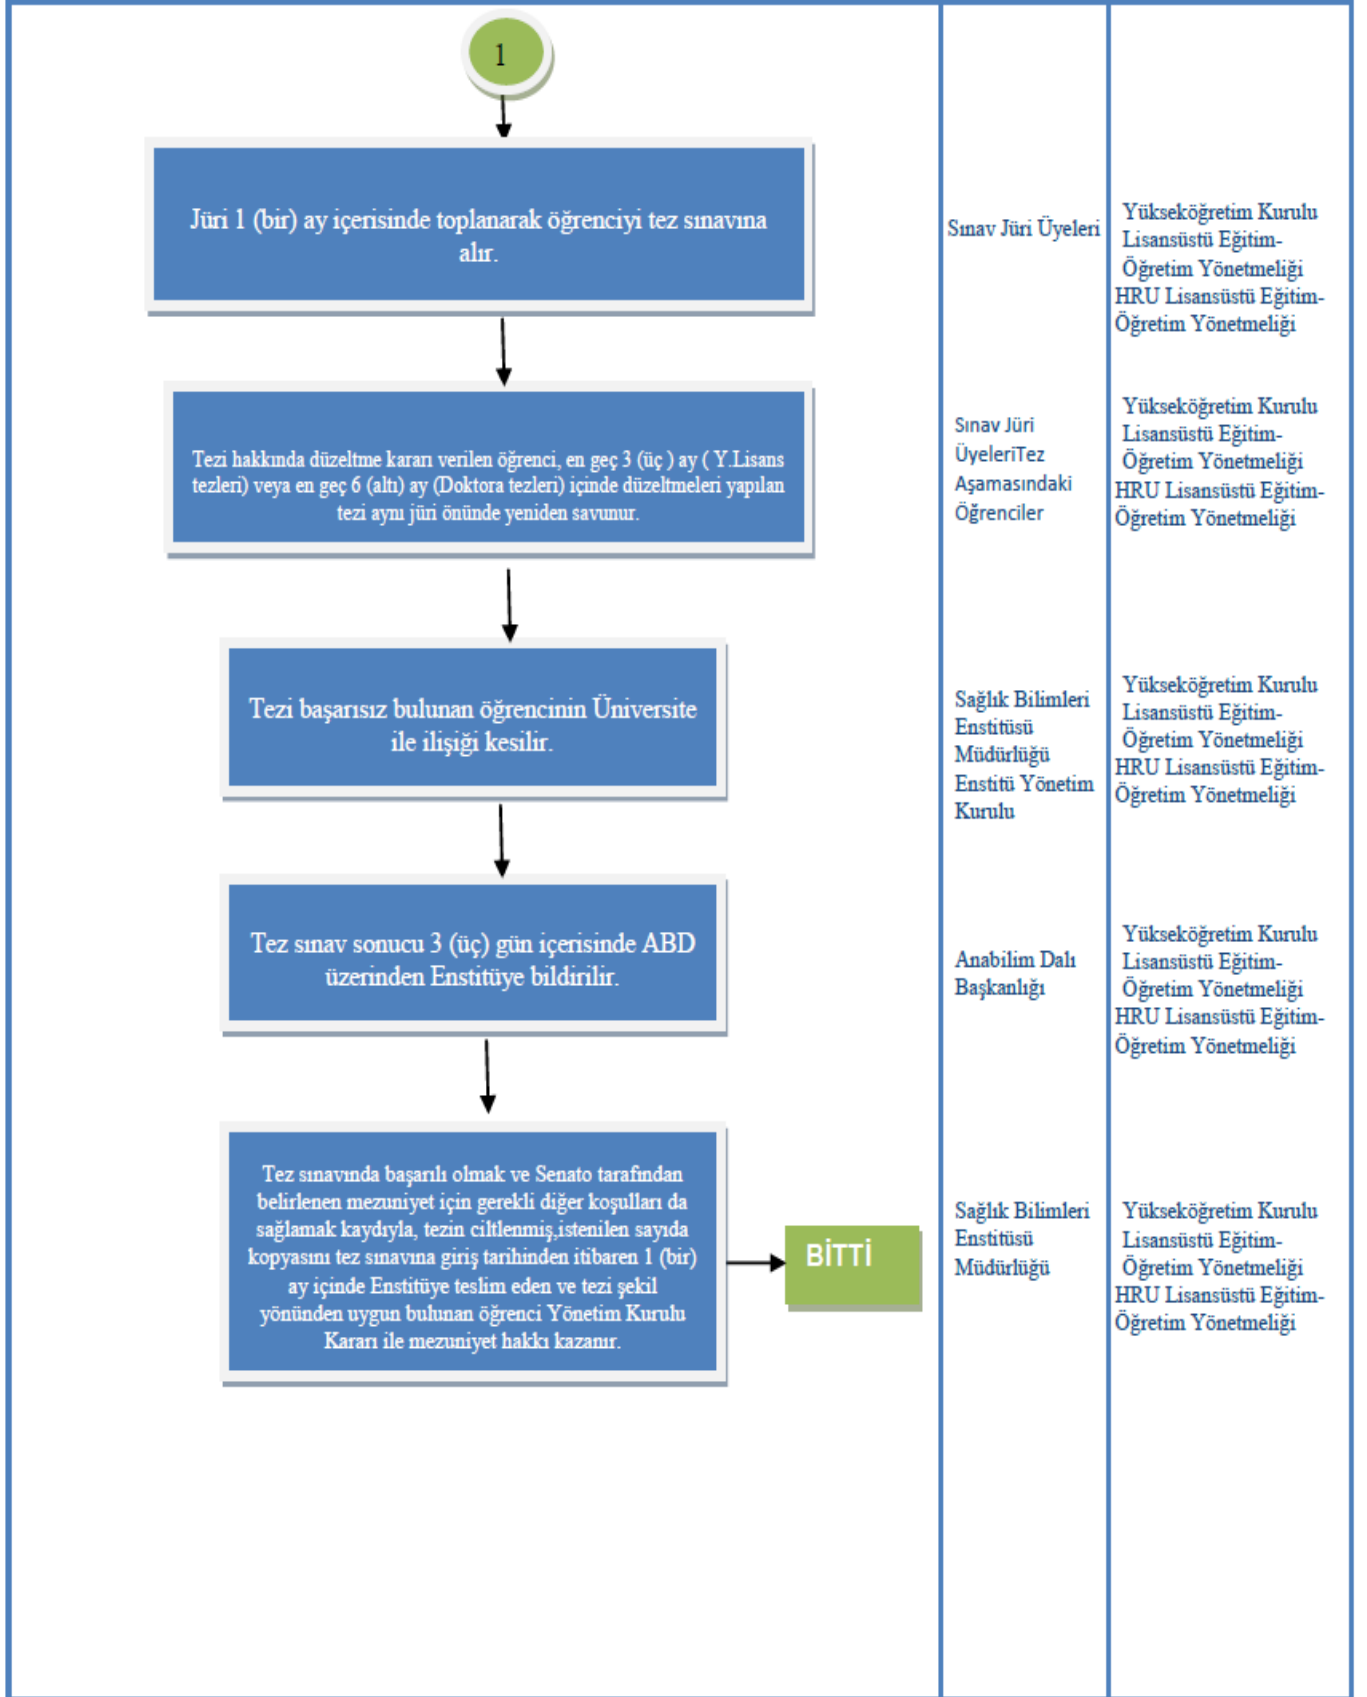 1
Jüri 1 (bir) ay içerisinde toplanarak öğrenciyi tez sınavına
alır.
Sınav Jüri Üyeleri
Yükseköğretim Kurulu
Lisansüstü Eğitim-
Öğretim Yönetmeliği
HRU Lisansüstü Eğitim-
Öğretim Yönetmeliği
Tezi hakkında düzeltme kararı verilen öğrenci, en geç 3 (üç ) ay ( Y.Lisans
tezleri) veya en geç 6 (altı) ay (Doktora tezleri) içinde düzeltmeleri yapılan
tezi aynı jüri önünde yeniden savunur.
Sınav Jüri
ÜyeleriTez
Aşamasındaki
Öğrenciler
Yükseköğretim Kurulu
Lisansüstü Eğitim-
Öğretim Yönetmeliği
HRU Lisansüstü Eğitim-
Öğretim Yönetmeliği
Tezi başarısız bulunan öğrencinin Üniversite
ile ilişiği kesilir.
Sağlık Bilimleri
Enstitüsü
Müdürlüğü
Enstitü Yönetim
Kurulu
Yükseköğretim Kurulu
Lisansüstü Eğitim-
Öğretim Yönetmeliği
HRU Lisansüstü Eğitim-
Öğretim Yönetmeliği
Tez sınav sonucu 3 (üç) gün içerisinde ABD
üzerinden Enstitüye bildirilir.
Anabilim Dalı
Başkanlığı
Yükseköğretim Kurulu
Lisansüstü Eğitim-
Öğretim Yönetmeliği
HRU Lisansüstü Eğitim-
Öğretim Yönetmeliği
Tez sınavında başarılı olmak ve Senato tarafından
belirlenen mezuniyet için gerekli diğer koşulları da
sağlamak kaydıyla, tezin ciltlenmiş,istenilen sayıda
kopyasını tez sınavına giriş tarihinden itibaren 1 (bir)
ay içinde Enstitüye teslim eden ve tezi şekil
yönünden uygun bulunan öğrenci Yönetim Kurulu
Kararı ile mezuniyet hakkı kazanır.
BİTTİ
Sağlık Bilimleri
Enstitüsü
Müdürlüğü
Yükseköğretim Kurulu
Lisansüstü Eğitim-
Öğretim Yönetmeliği
HRU Lisansüstü Eğitim-
Öğretim Yönetmeliği